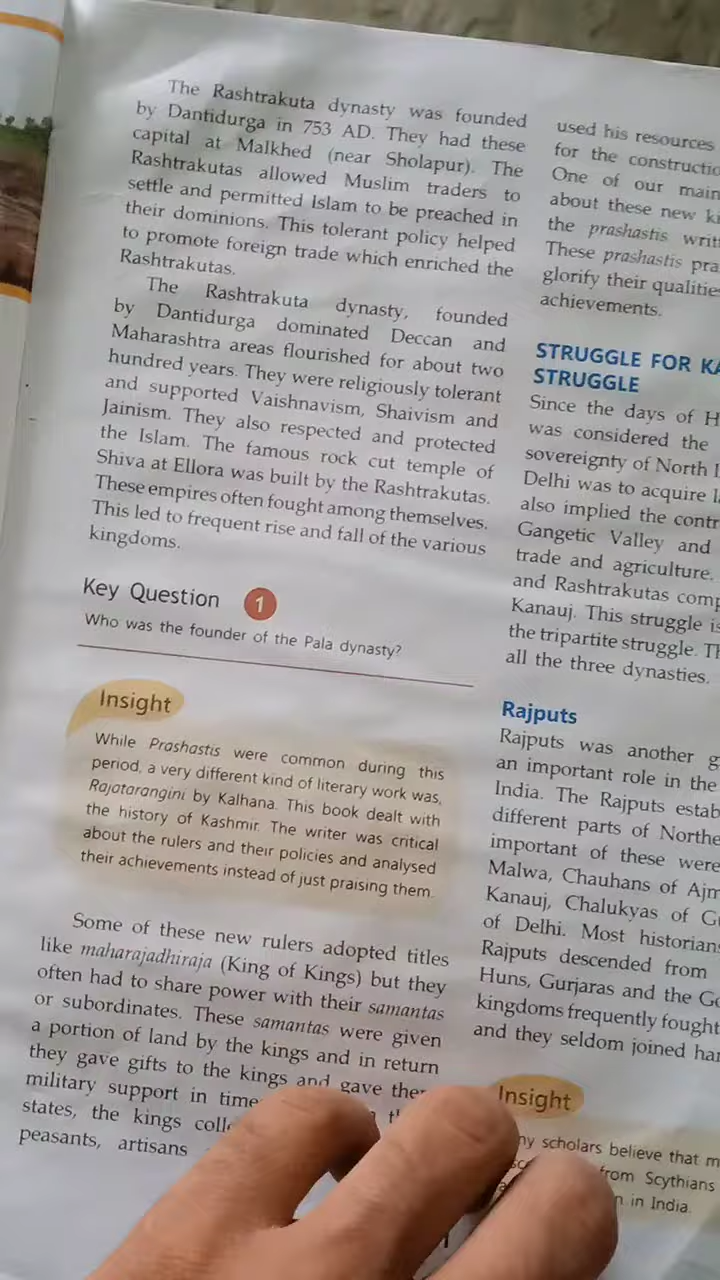 The Rashtrakuta dynasty was founded
by Dantidurga in 753 AD. They had these
capital at Malkhed (near Sholapur). The
Rashtrakutas allowed Muslim traders to
settle and permitted Islam to be preached in
their dominions. This tolerant policy helped
to promote foreign trade which enriched the
Rashtrakutas.
The Rashtrakuta dynasty, founded
by Dantidurga dominated Deccan and
Maharashtra areas flourished for about two
hundred years. They were religiously tolerant
and supported Vaishnavism, Shaivism and
Jainism. They also respected and protected
the Islam. The famous rock cut temple of
Shiva at Ellora was built by the Rashtrakutas.
These empires often fought among themselves.
This led to frequent rise and fall of the various
kingdoms.
Key Question 1
Who was the founder of the Pala dynasty?
Insight
While Prashastis were common during this
period, a very different kind of literary work was,
Rajatarangini by Kalhana. This book dealt with
the history of Kashmir. The writer was critical
about the rulers and their policies and analysed
their achievements instead of just praising them.
Some of these new rulers adopted titles
like maharajadhiraja (King of Kings) but they
often had to share power with their samantas
or subordinates. These samantas were given
a portion of land by the kings and in return
they gave gifts to the kings and gave
military support in
states, the kings
peasants, artisans
used his resources
for the
One of our main
about these new
the prashastis
These prashastis
glorify their
achievements.
STRUGGLE FOR
STRUGGLE
Since the days of
was considered the
sovereignty of North
Delhi was to acquire
also implied the
Gangetic Valley and
trade and agriculture.
and Rashtrakutas
Kanauj. This struggle is
the tripartite struggle.
all the three dynasties.
Rajputs
Rajputs was another
an important role in the
India. The Rajputs
different parts of
important of these were
Malwa, Chauhans of
Kanauj, Chalukyas of
of Delhi. Most
Rajputs descended from
Huns, Gurjaras and the
kingdoms frequently fought
and they seldom joined
Insight
scholars believe that
from Scythians
in India.